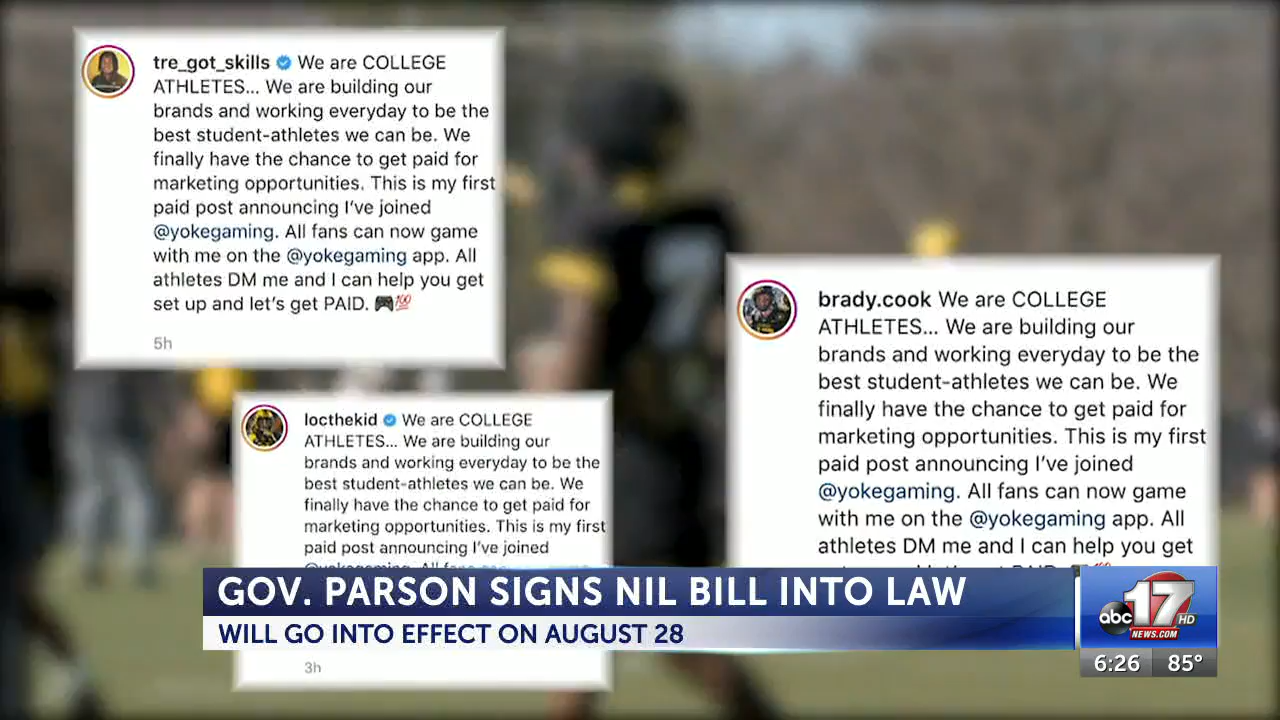 tre_got_skills We are COLLEGE
ATHLETES... We are building our
brands and working everyday to be the
best student-athletes we can be. We
finally have the chance to get paid for
marketing opportunities. This is my first
paid post announcing I've joined
@yokegaming. All fans can now game
with me on the @yokegaming app. All
athletes DM me and I can help you get
set up and let's get PAID. 🎮💯
5h
brady.cook We are COLLEGE
ATHLETES... We are building our
brands and working everyday to be the
best student-athletes we can be. We
finally have the chance to get paid for
marketing opportunities. This is my first
paid post announcing I've joined
@yokegaming. All fans can now game
with me on the @yokegaming app. All
athletes DM me and I can help you get
locthekid We are COLLEGE
ATHLETES... We are building our
brands and working everyday to be the
best student-athletes we can be. We
finally have the chance to get paid for
marketing opportunities. This is my first
paid post announcing I've joined
3h
7
GOV. PARSON SIGNS NIL BILL INTO LAW
WILL GO INTO EFFECT ON AUGUST 28
abc 17 HD
NEWS.COM
6:26 85°